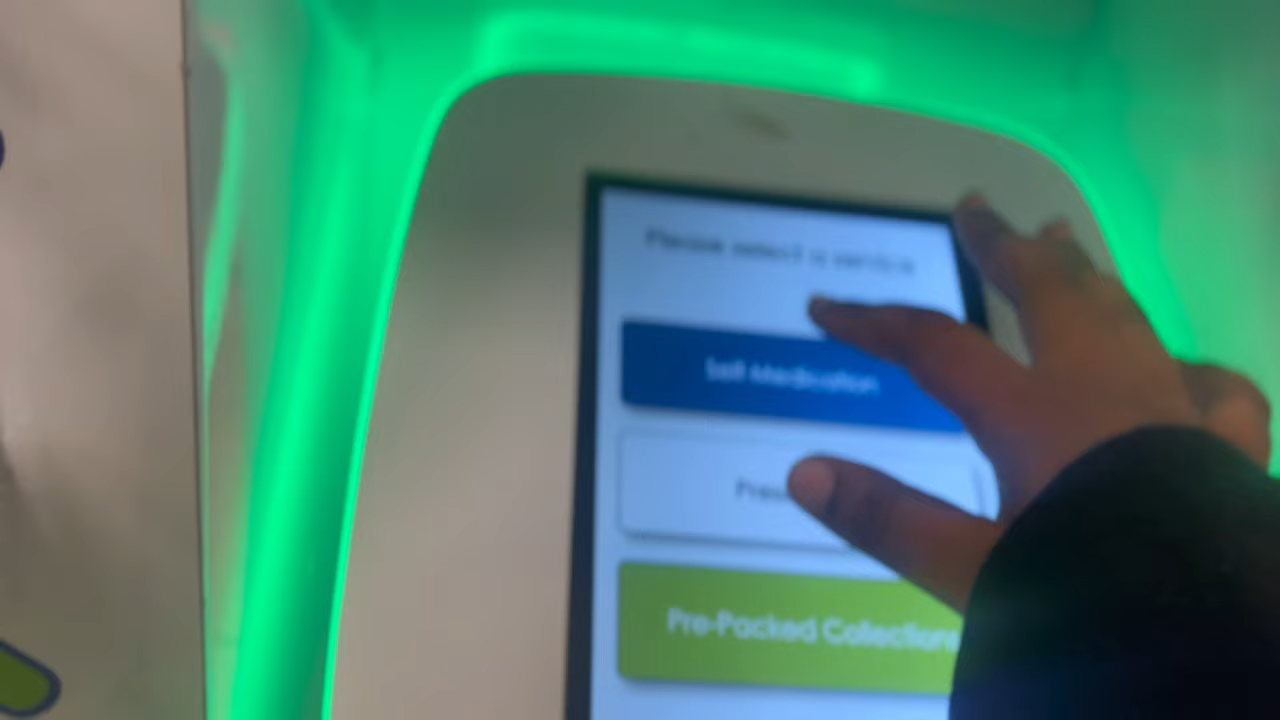 Please select a service
Self Medication
Pre-Packed Collections